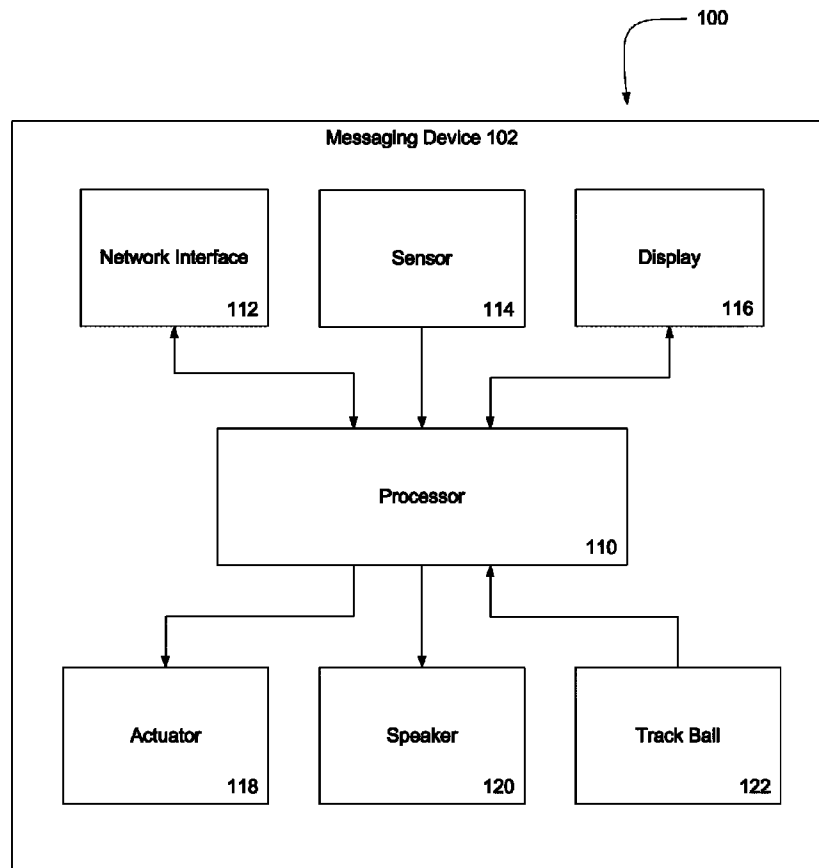 100
Messaging Device 102
Network Interface
112
Sensor
114
Display
116
Processor
110
Actuator
118
Speaker
120
Track Ball
122